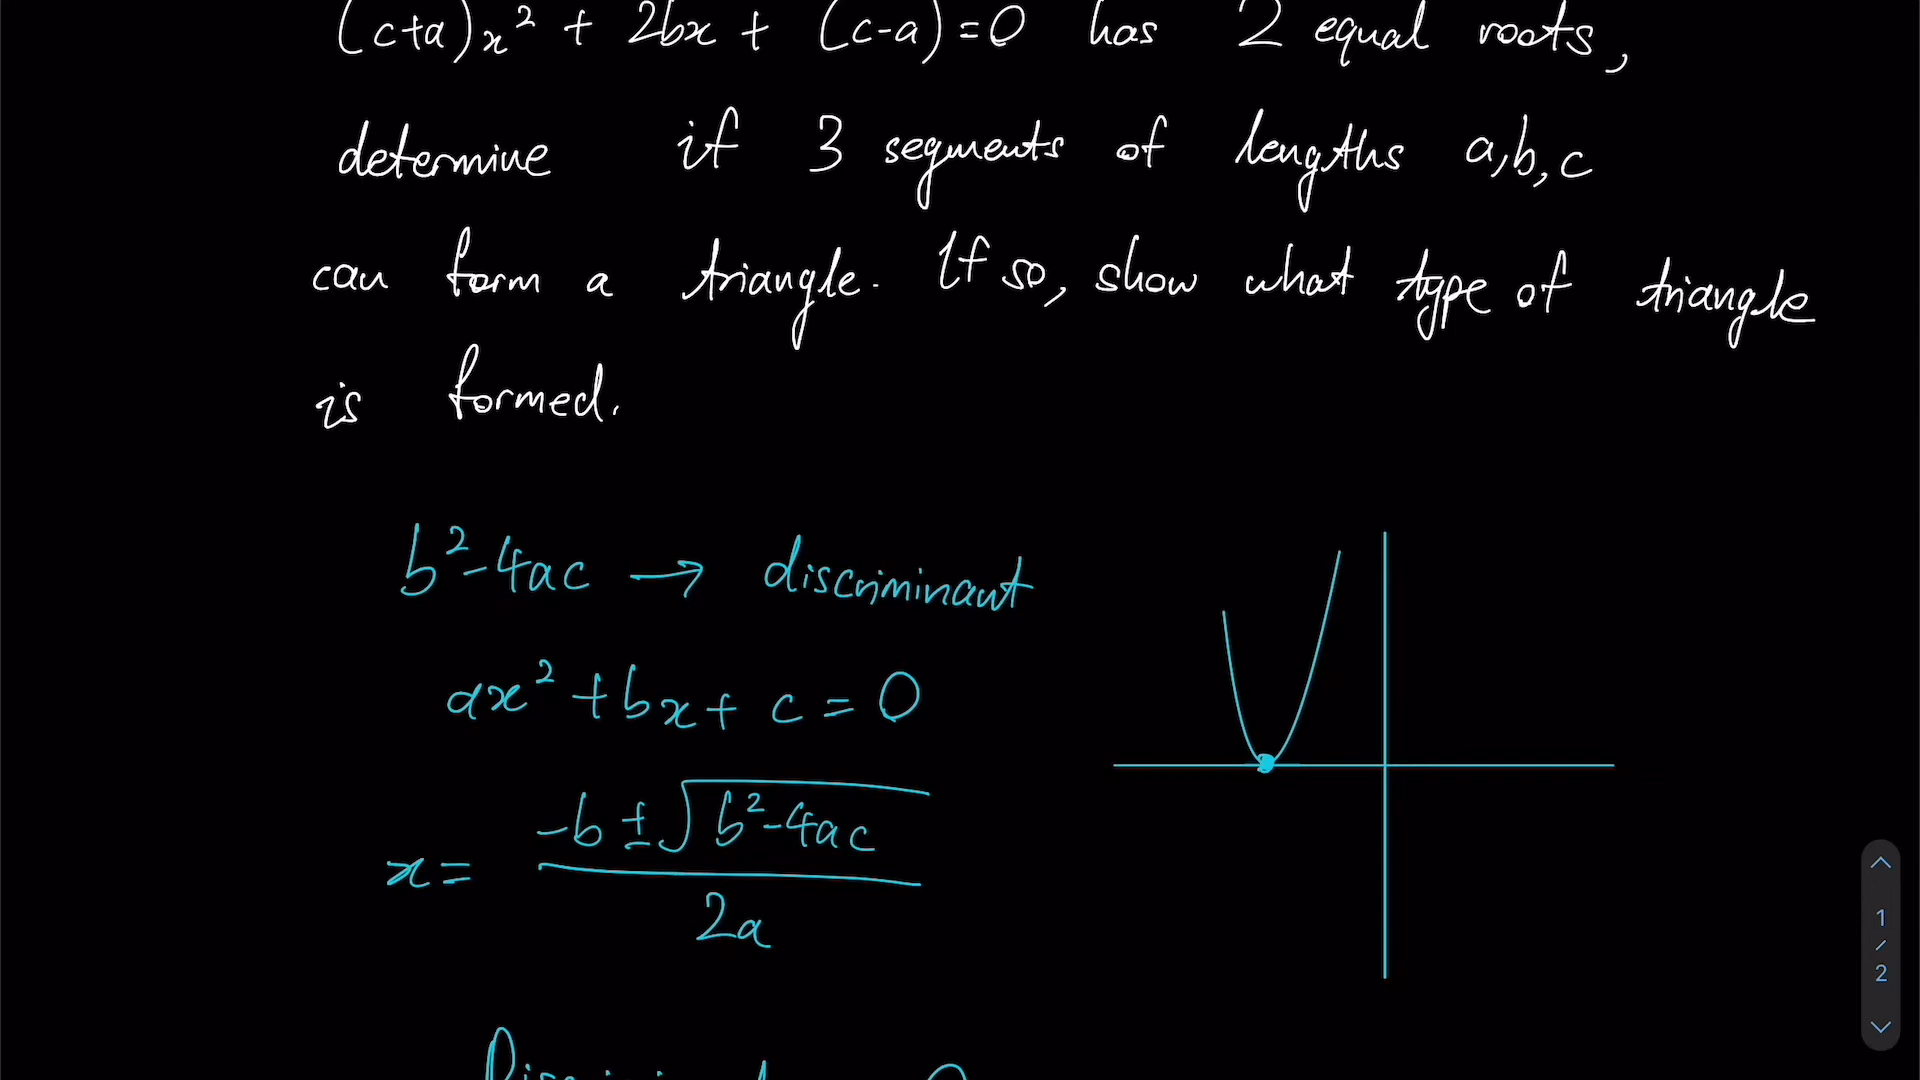 (c+a)x² + 2bx + (c-a)=0 has 2 equal roots,
determine if 3 segments of lengths a,b,c
can form a triangle. If so, show what type of triangle
is formed.
b²-4ac → discriminant
ax²+bx+c=0
x= (-b ± √(b²-4ac)) / 2a
1
/
2